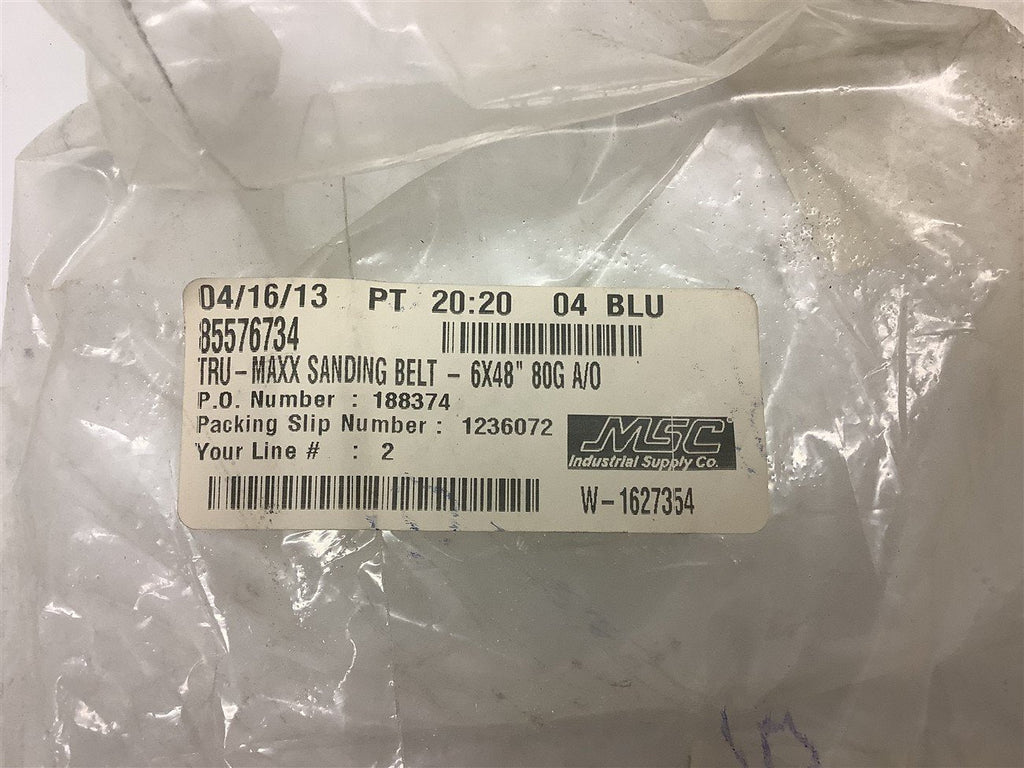 04/16/13 PT 20:20 04 BLU
85576734
TRU-MAXX SANDING BELT - 6X48" 80G A/O
P.O. Number : 188374
Packing Slip Number : 1236072
Your Line # : 2
MSC
Industrial Supply Co.
W-1627354